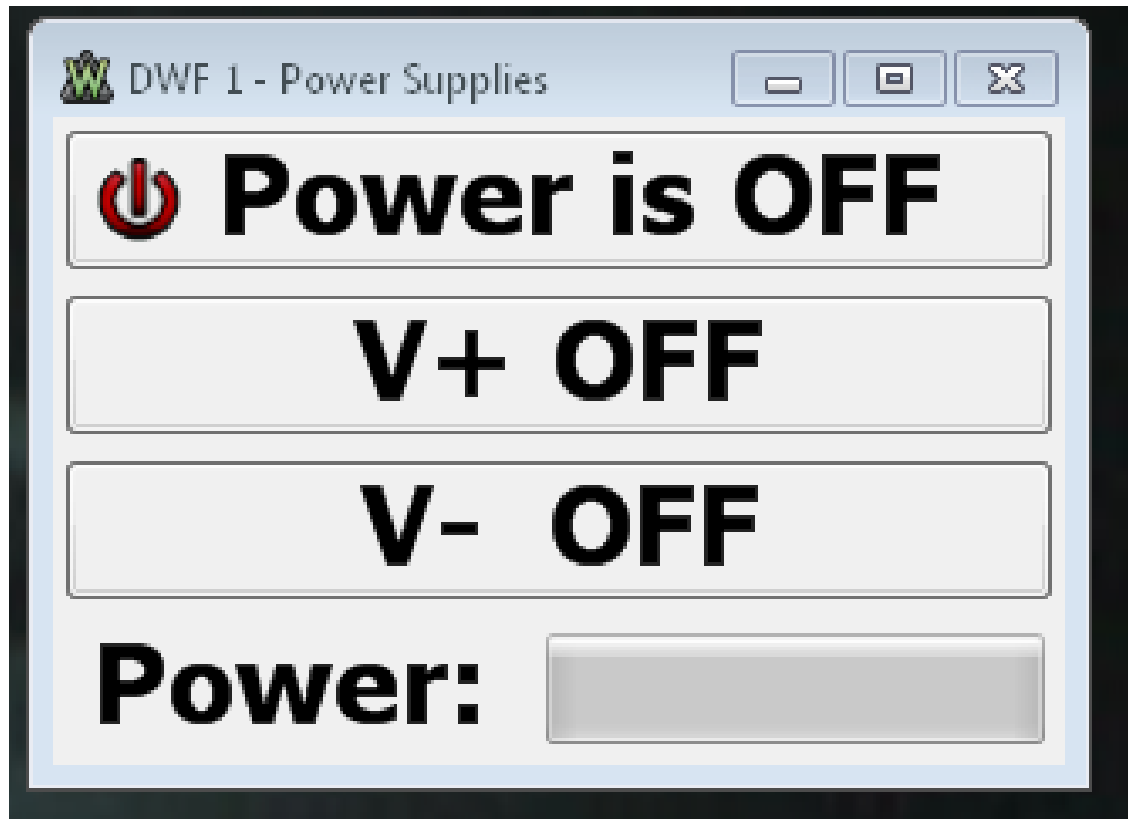 DWF 1 - Power Supplies
Power is OFF
V+ OFF
V- OFF
Power: